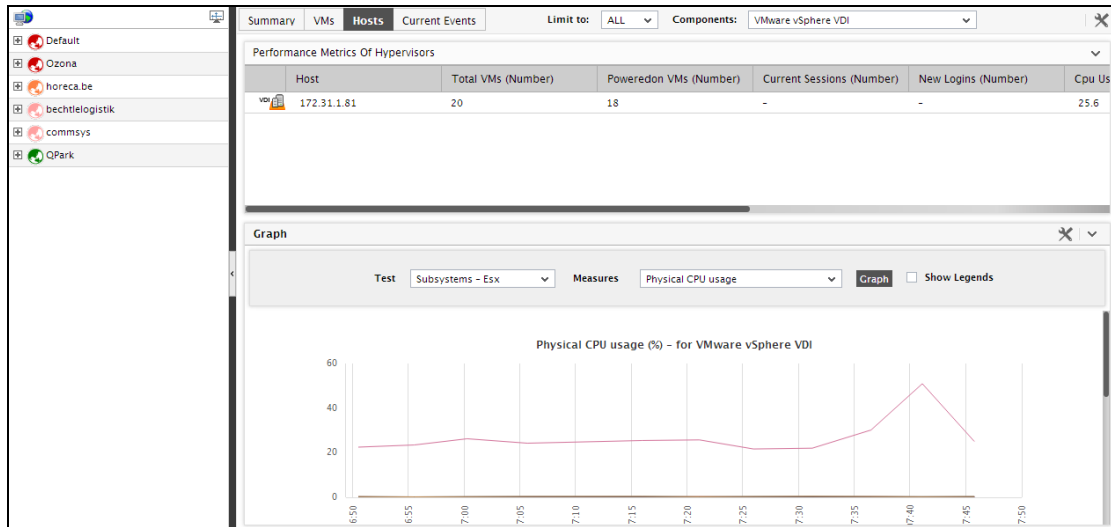 Summary VMs Hosts Current Events Limit to: ALL Components: VMware vSphere VDI
Default
Ozona
horeca.be
bechtlelogistik
commsys
QPark
Performance Metrics Of Hypervisors
Host Total VMs (Number) Poweredon VMs (Number) Current Sessions (Number) New Logins (Number) Cpu Us
VDI 172.31.1.81 20 18 - - 25.6
Graph
Test Subsystems - Esx Measures Physical CPU usage Graph Show Legends
Physical CPU usage (%) - for VMware vSphere VDI
60
40
20
0
6:50 6:55 7:00 7:05 7:10 7:15 7:20 7:25 7:30 7:35 7:40 7:45 7:50